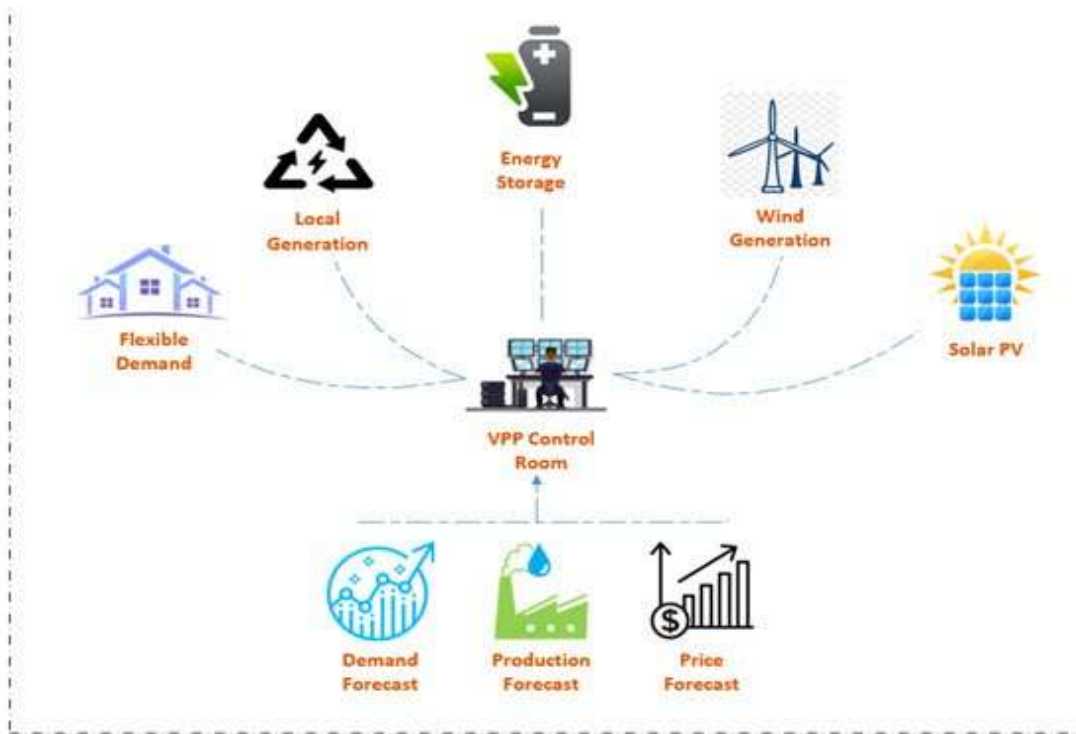 Energy
Storage
Local
Generation
Wind
Generation
Flexible
Demand
Solar PV
VPP Control
Room
Demand
Forecast
Production
Forecast
$
Price
Forecast